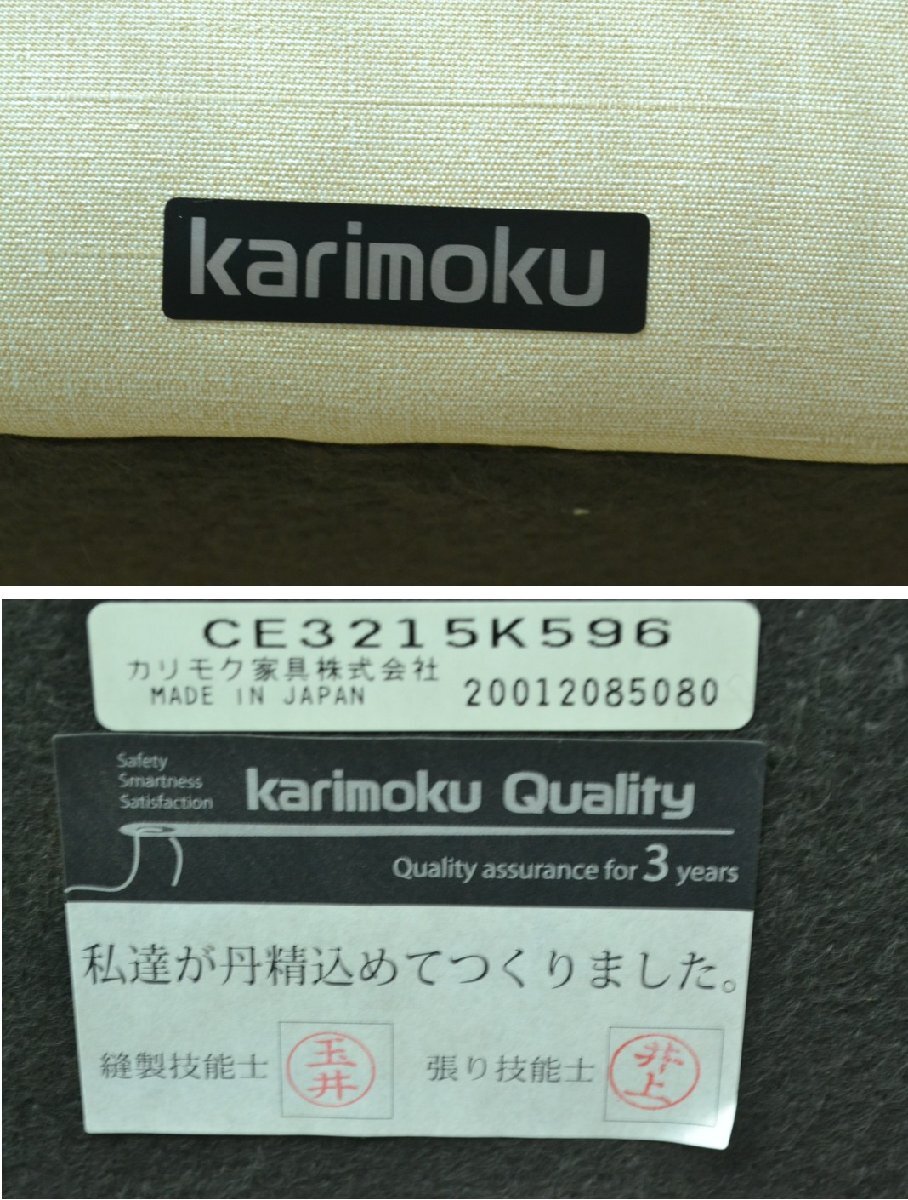 karimoku
CE3215K596
カリモク家具株式会社
MADE IN JAPAN 20012085080
Safety
Smartness
Satisfaction
karimoku Quality
Quality assurance for 3 years
私達が丹精込めてつくりました。
縫製技能士 玉井 張り技能士 井上